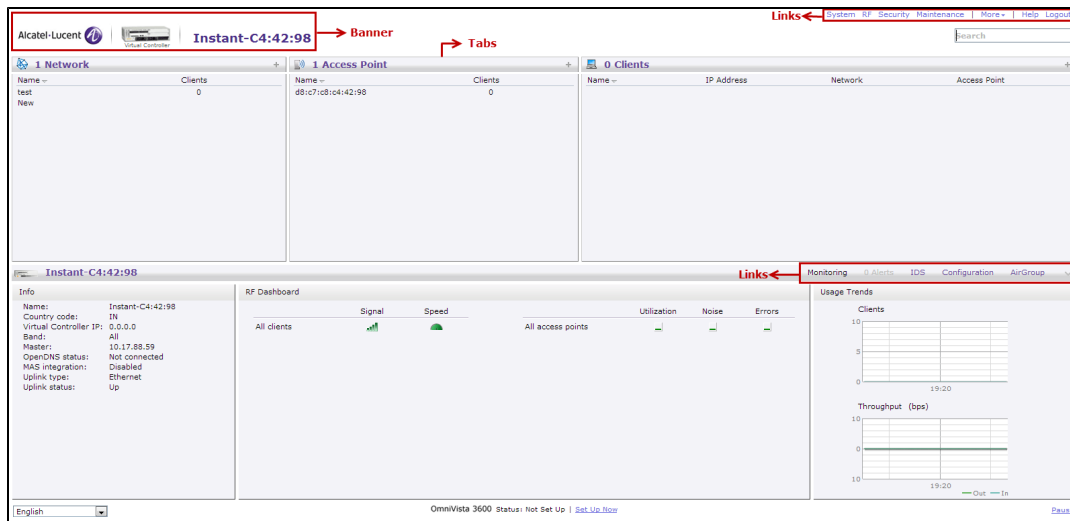 Links
System RF Security Maintenance | More | Help Logout
Alcatel·Lucent
Virtual Controller
Instant-C4:42:98
Banner
Tabs
Search
1 Network +
1 Access Point +
0 Clients +
Name Clients
Name Clients
Name IP Address Network Access Point
test 0
d8:c7:c8:c4:42:98 0
New
Instant-C4:42:98
Links
Monitoring 0 Alerts IDS Configuration AirGroup
Info
RF Dashboard
Usage Trends
Name: Instant-C4:42:98
Country code: IN
Virtual Controller IP: 0.0.0.0
Band: All
Master: 10.17.88.59
OpenDNS status: Not connected
MAS integration: Disabled
Uplink type: Ethernet
Uplink status: Up
Signal Speed
All clients
Utilization Noise Errors
All access points
Clients
10
5
0
19:20
Throughput (bps)
10
0
10
19:20
Out In
English
OmniVista 3600 Status: Not Set Up | Set Up Now
Paus